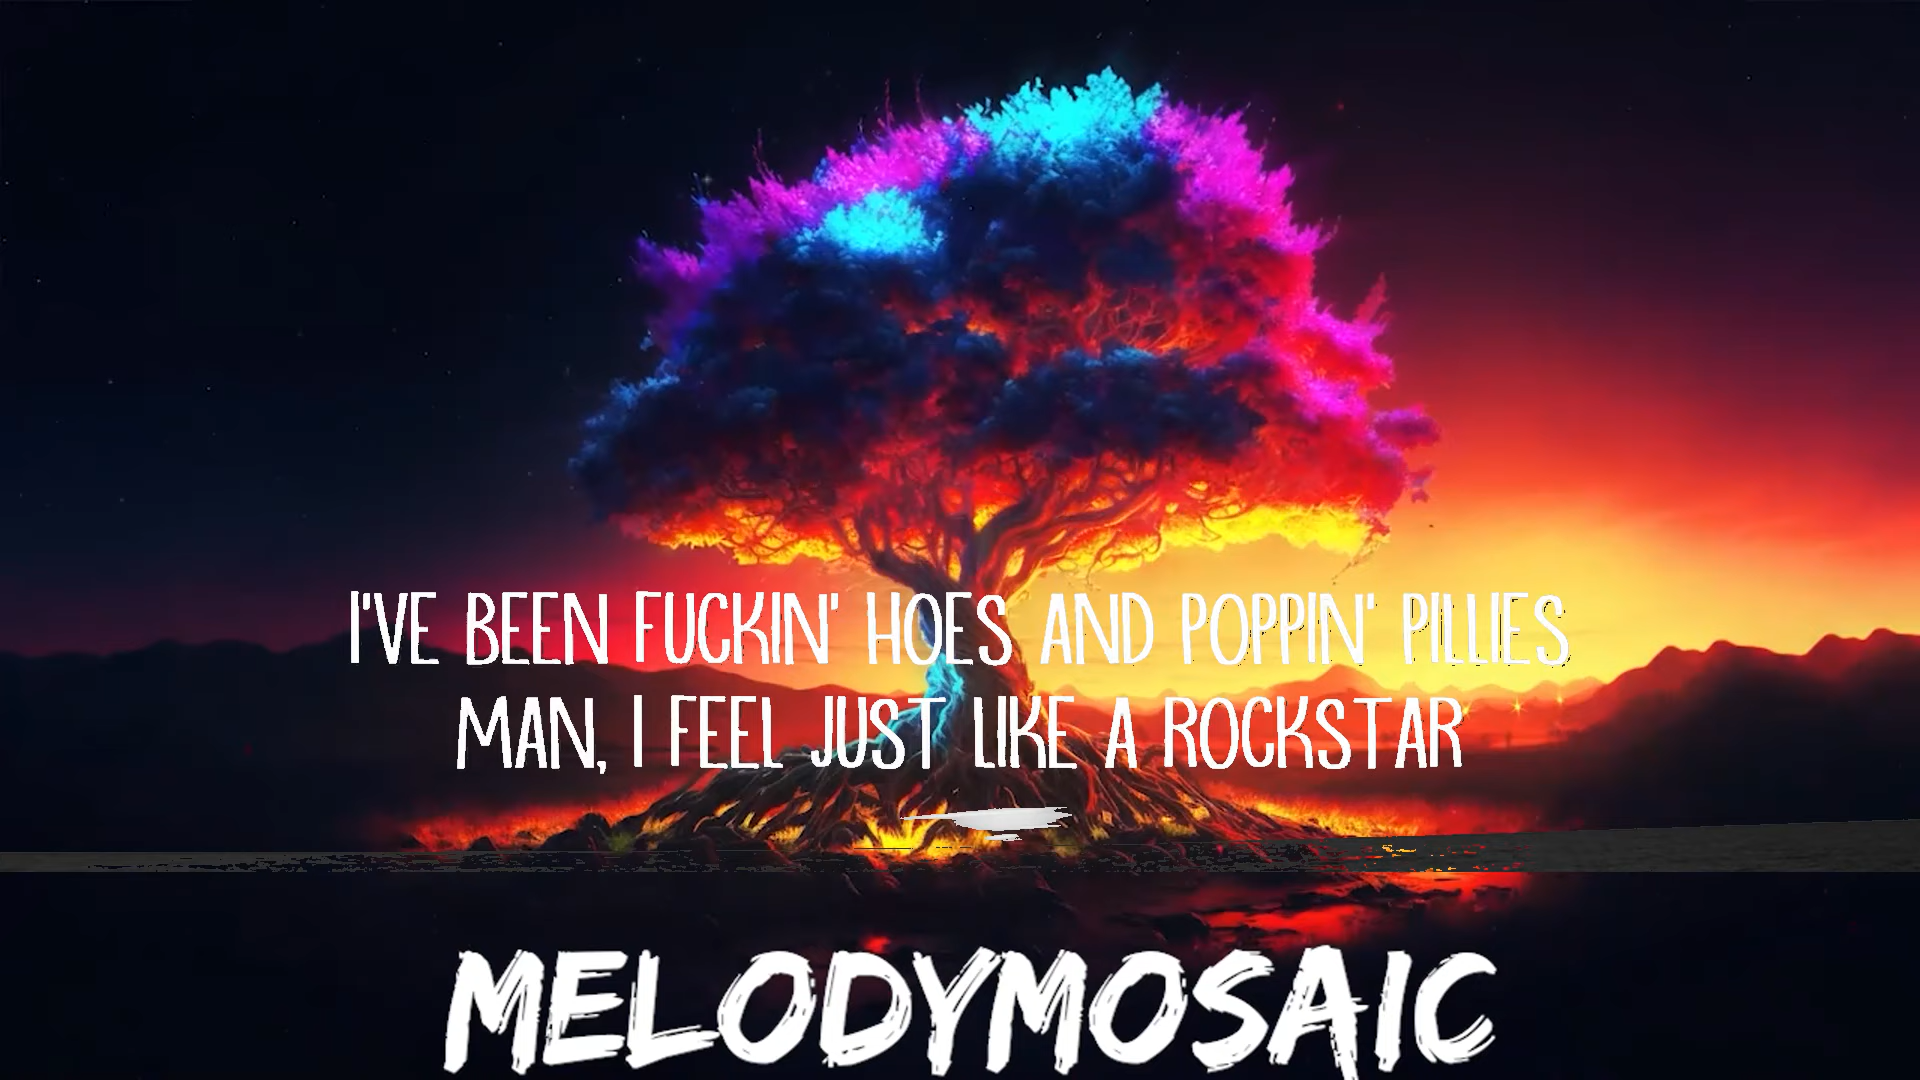 I'VE BEEN FUCKIN' HOES AND POPPIN' PILLIES
MAN, I FEEL JUST LIKE A ROCKSTAR
MELODYMOSAIC